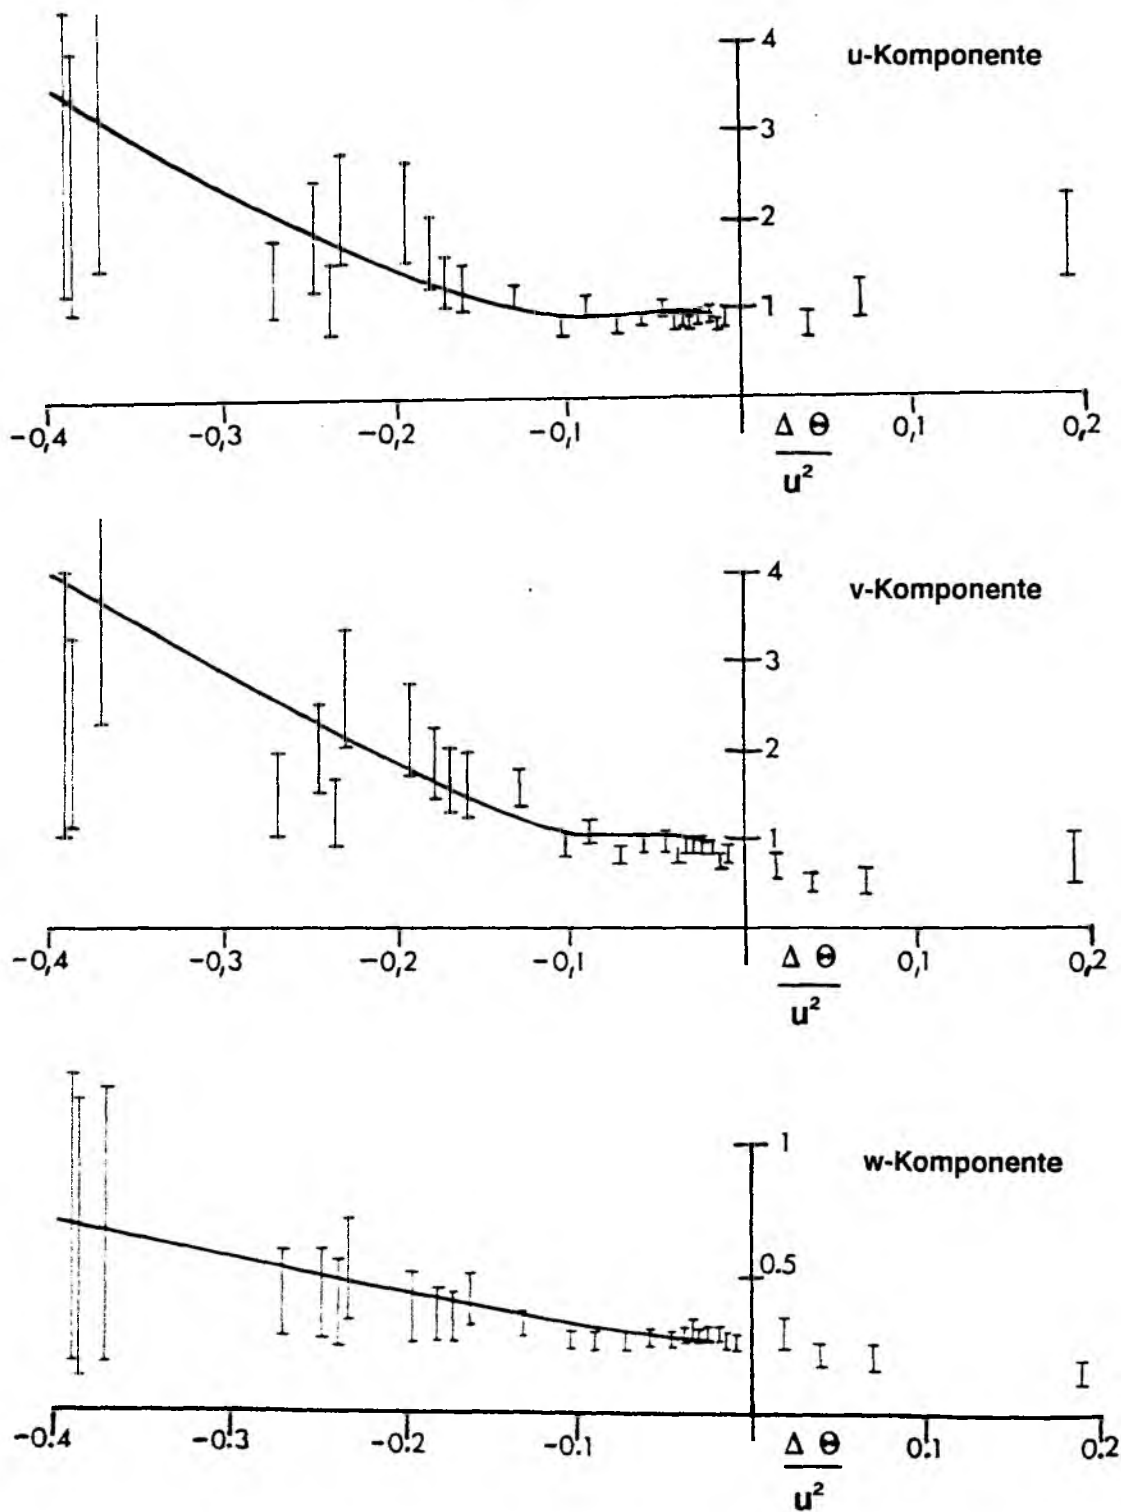 4
u-Komponente
3
2
1
-0,4 -0,3 -0,2 -0,1 0,1 0,2
Δ Θ
u²
4
v-Komponente
3
2
1
-0,4 -0,3 -0,2 -0,1 0,1 0,2
Δ Θ
u²
1
w-Komponente
0.5
-0.4 -0.3 -0.2 -0.1 0.1 0.2
Δ Θ
u²